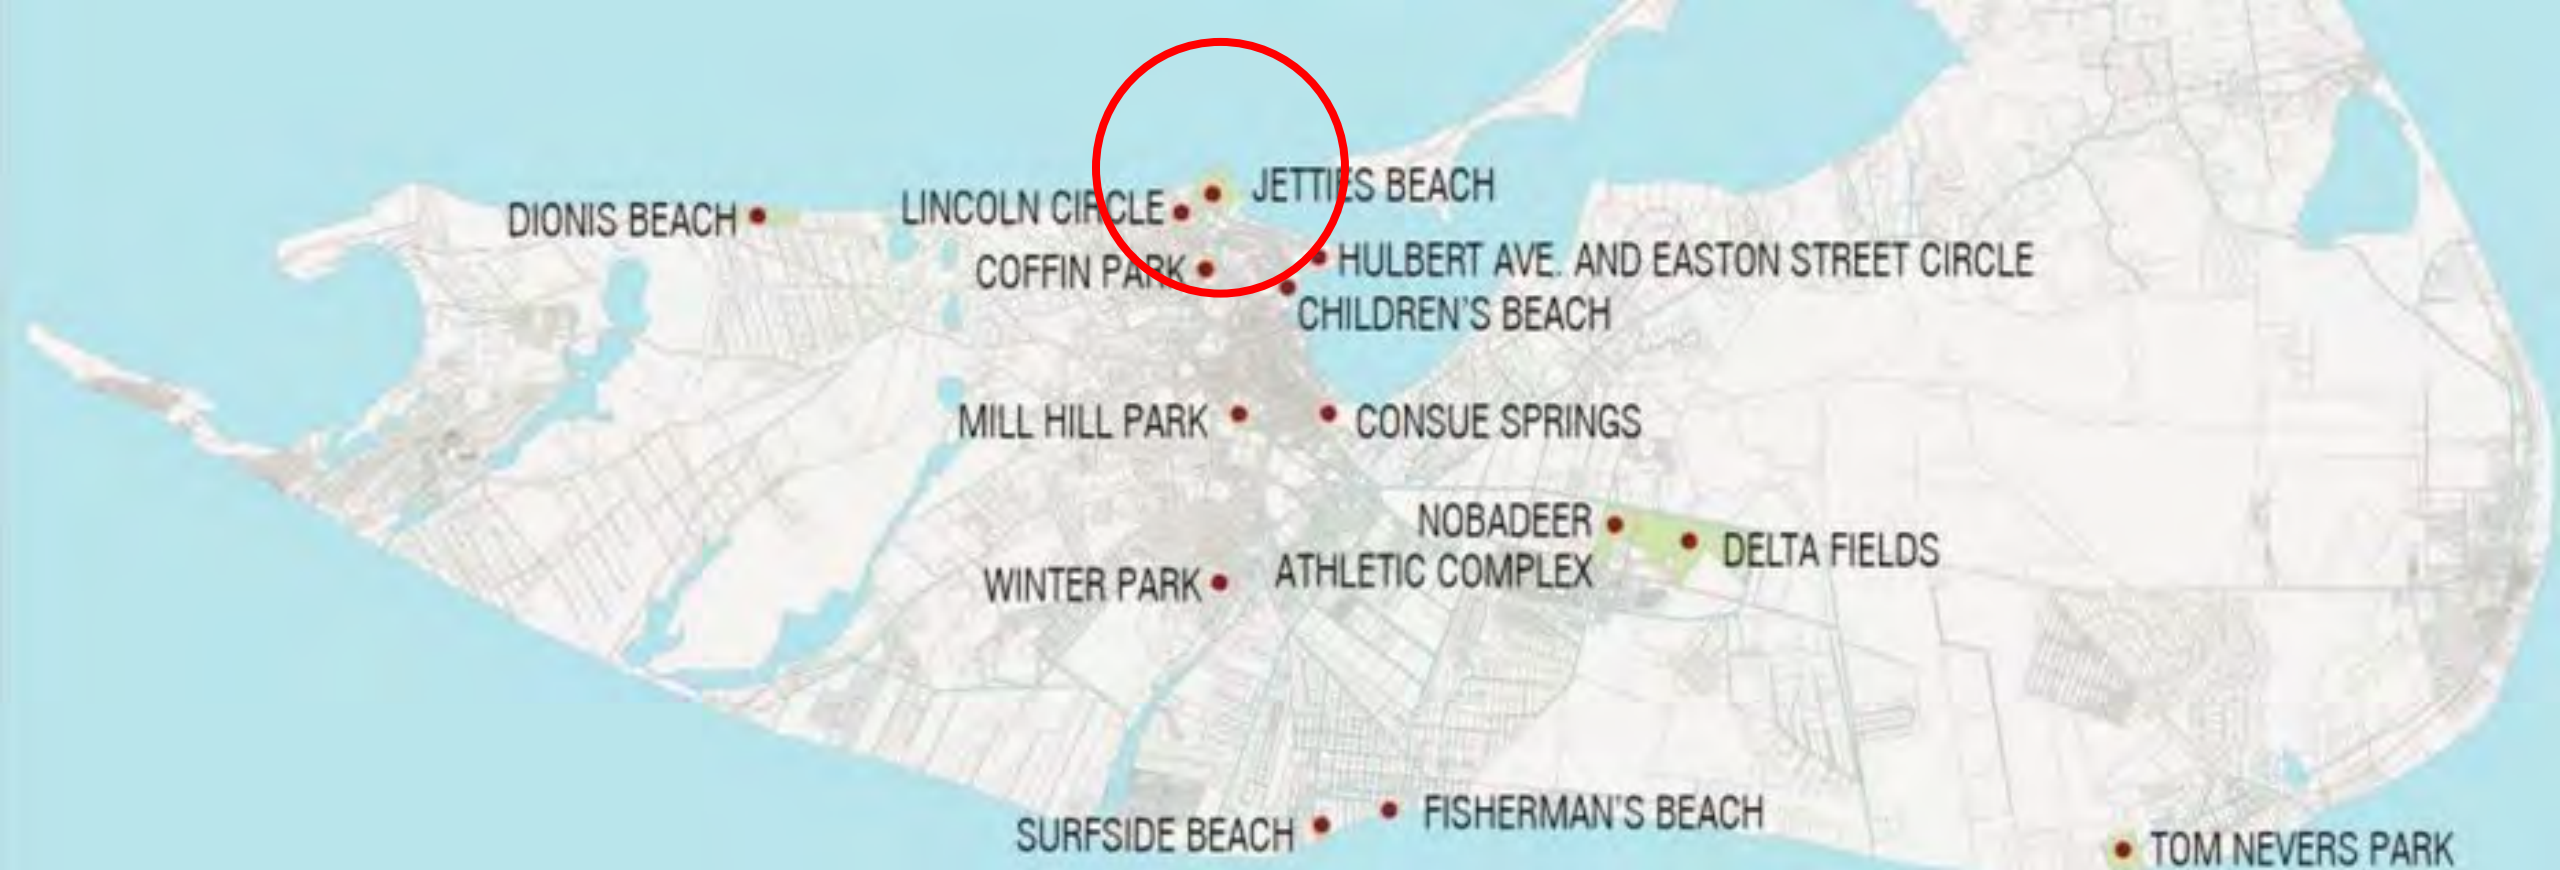 JETTIES BEACH
LINCOLN CIRCLE
DIONIS BEACH
HULBERT AVE. AND EASTON STREET CIRCLE
COFFIN PARK
CHILDREN'S BEACH
MILL HILL PARK
CONSUE SPRINGS
NOBADEER
ATHLETIC COMPLEX
DELTA FIELDS
WINTER PARK
FISHERMAN'S BEACH
SURFSIDE BEACH
TOM NEVERS PARK